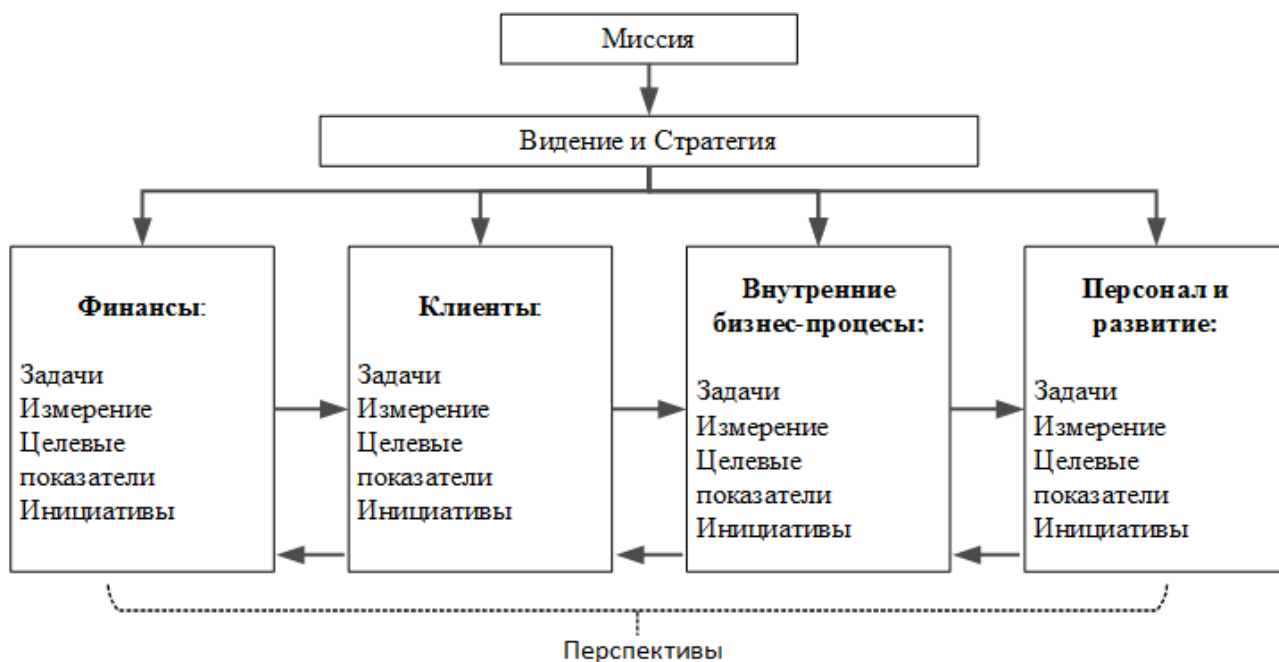 Миссия
Видение и Стратегия
Финансы:
Задачи
Измерение
Целевые
показатели
Инициативы
Клиенты:
Задачи
Измерение
Целевые
показатели
Инициативы
Внутренние
бизнес-процесы:
Задачи
Измерение
Целевые
показатели
Инициативы
Персонал и
развитие:
Задачи
Измерение
Целевые
показатели
Инициативы
Перспективы